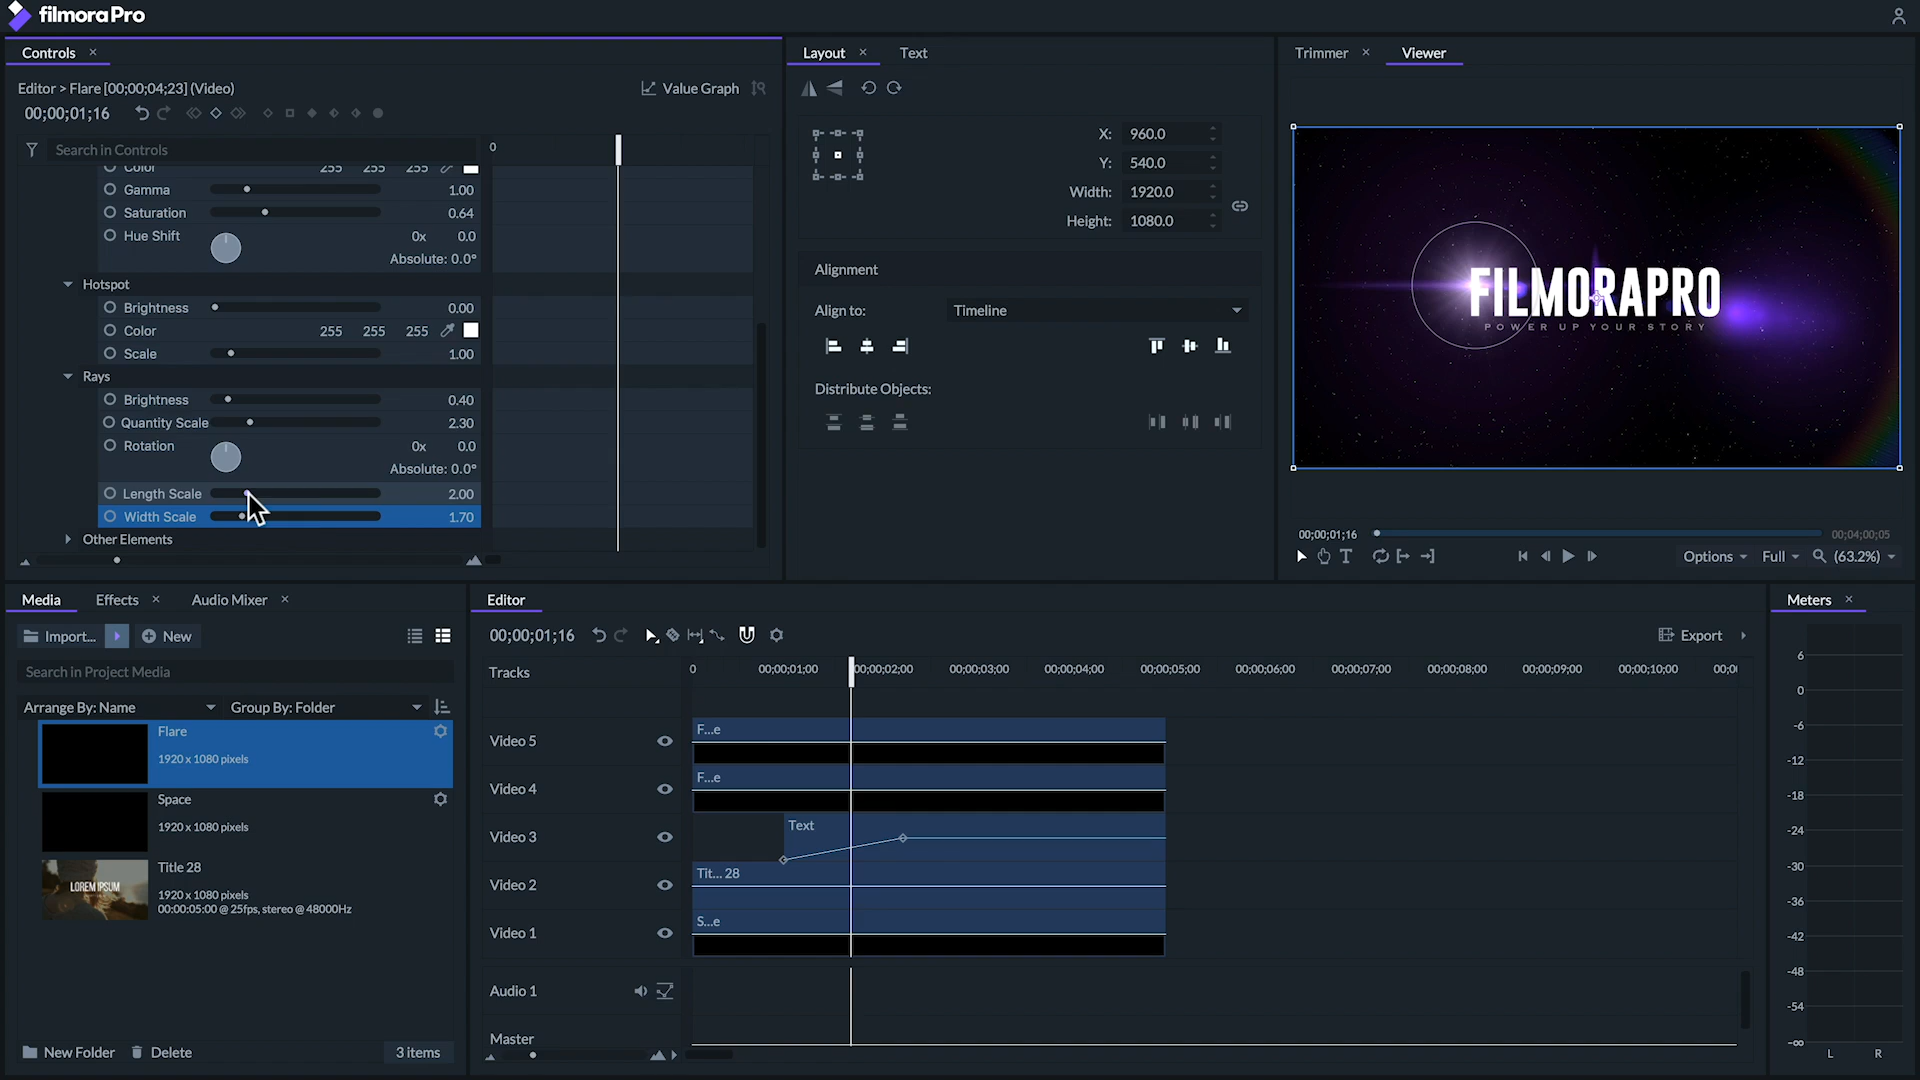 filmoraPro
Controls ×
Editor > Flare [00;00;04;23] (Video)
Value Graph
00;00;01;16
Search in Controls
0
Color 255 255 255
Gamma 1.00
Saturation 0.64
Hue Shift 0x 0.0
Absolute: 0.0°
Hotspot
Brightness 0.00
Color 255 255 255
Scale 1.00
Rays
Brightness 0.40
Quantity Scale 2.30
Rotation 0x 0.0
Absolute: 0.0°
Length Scale 2.00
Width Scale 1.70
Other Elements
Layout × Text
X: 960.0
Y: 540.0
Width: 1920.0
Height: 1080.0
Alignment
Align to: Timeline
Distribute Objects:
Trimmer × Viewer
FILMORAPRO
POWER UP YOUR STORY
00;00;01;16 00;04;00;05
Options Full (63.2%)
Media Effects × Audio Mixer ×
Import... New
Search in Project Media
Arrange By: Name Group By: Folder
Flare
1920 x 1080 pixels
Space
1920 x 1080 pixels
LOREM IPSUM
Title 28
1920 x 1080 pixels
00:00:05:00 @ 25fps, stereo @ 48000Hz
New Folder Delete 3 items
Editor
00;00;01;16
Export
Tracks
0 00;00;01;00 00;00;02;00 00;00;03;00 00;00;04;00 00;00;05;00 00;00;06;00 00;00;07;00 00;00;08;00 00;00;09;00 00;00;10;00
Video 5 F...e
Video 4 F...e
Video 3 Text
Video 2 Tit... 28
Video 1 S...e
Audio 1
Master
Meters ×
6
0
-6
-12
-18
-24
-30
-36
-42
-48
-54
-∞
L R